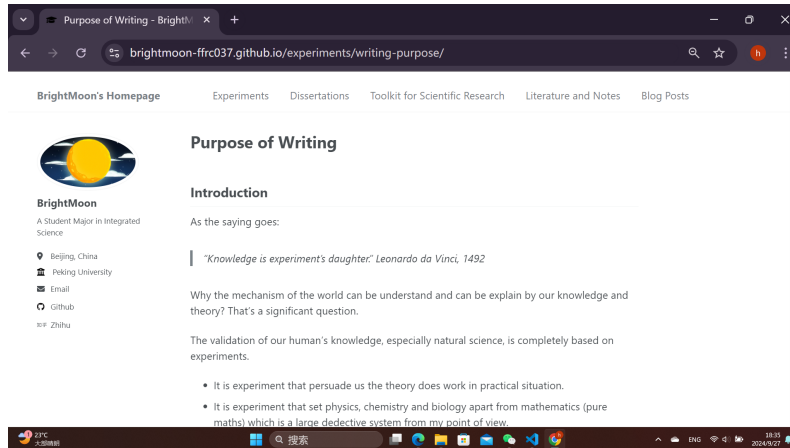 Purpose of Writing - BrightM
brightmoon-ffrc037.github.io/experiments/writing-purpose/
h
BrightMoon's Homepage Experiments Dissertations Toolkit for Scientific Research Literature and Notes Blog Posts
BrightMoon
A Student Major in Integrated
Science
Beijing, China
Peking University
Email
Github
知乎 Zhihu
Purpose of Writing
Introduction
As the saying goes:
“Knowledge is experiment’s daughter.” Leonardo da Vinci, 1492
Why the mechanism of the world can be understand and can be explain by our knowledge and
theory? That’s a significant question.
The validation of our human’s knowledge, especially natural science, is completely based on
experiments.
It is experiment that persuade us the theory does work in practical situation.
It is experiment that set physics, chemistry and biology apart from mathematics (pure
maths) which is a large dedective system from my point of view.
23°C
大部晴朗
搜索
ENG
18:35
2024/9/27